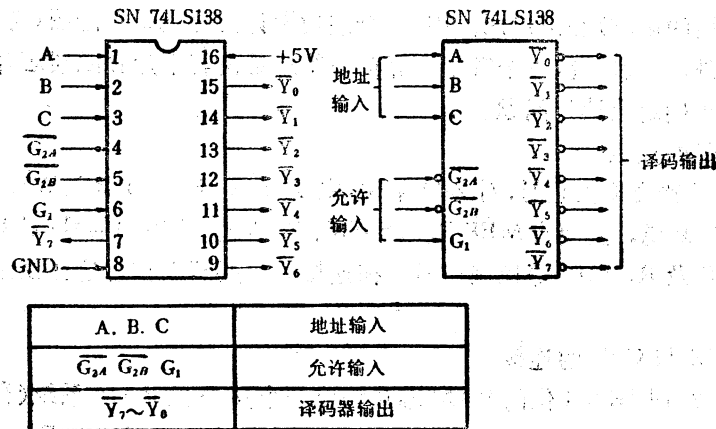 SN 74LS138
A 1 16 +5V
B 2 15 Y̅₀
C 3 14 Y̅₁
G̅₂A̅ 4 13 Y̅₂
G̅₂B̅ 5 12 Y̅₃
G₁ 6 11 Y̅₄
Y̅₇ 7 10 Y̅₅
GND 8 9 Y̅₆
SN 74LS138
地址
输入
允许
输入
A Y̅₀
B Y̅₁
C Y̅₂
Y̅₃
G̅₂A̅ Y̅₄
G̅₂B̅ Y̅₅
G₁ Y̅₆
Y̅₇
译码输出
A. B. C 地址输入
G̅₂A̅ G̅₂B̅ G₁ 允许输入
Y̅₇~Y̅₀ 译码器输出